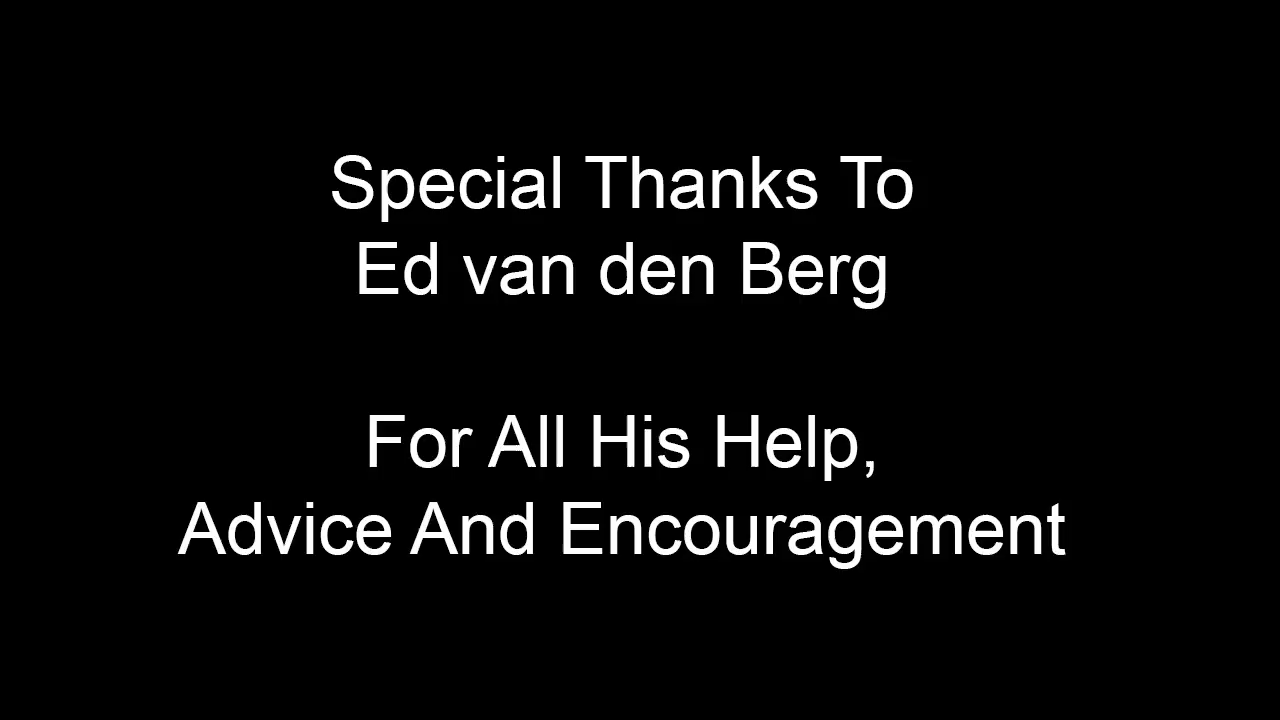 Special Thanks To
Ed van den Berg
For All His Help,
Advice And Encouragement